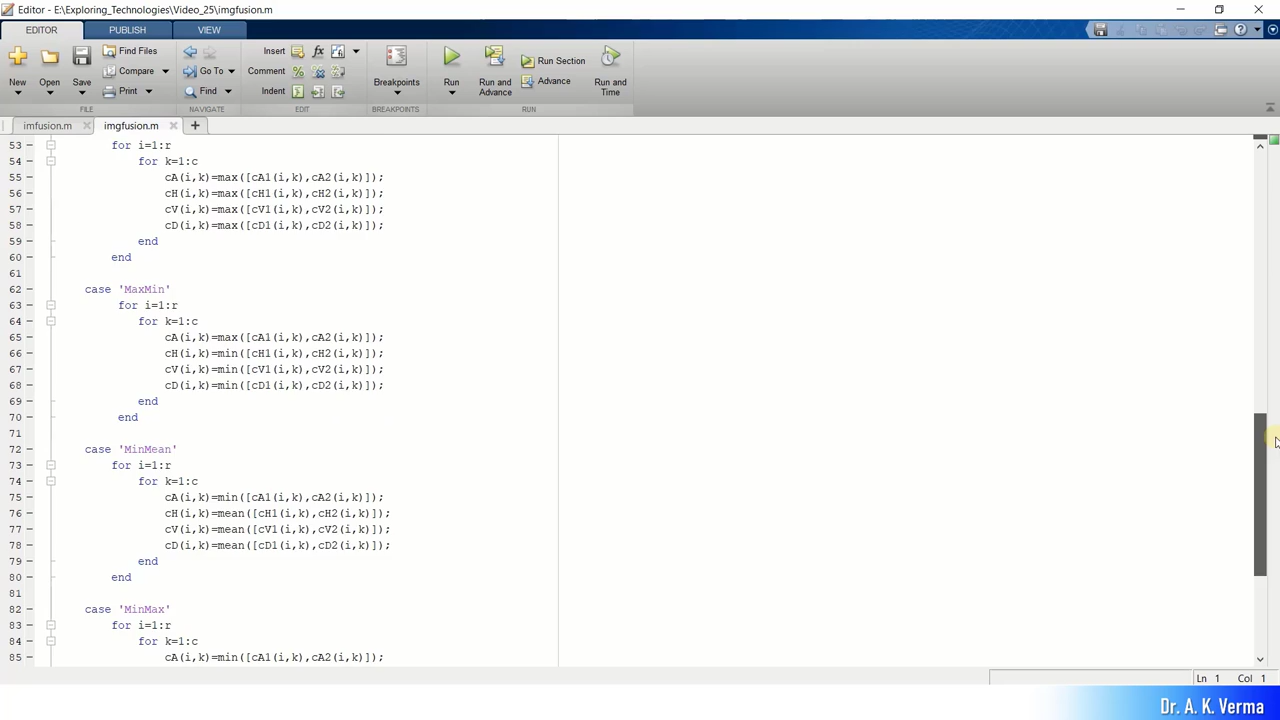 Editor - E:\Exploring_Technologies\Video_25\imgfusion.m
EDITOR PUBLISH VIEW
New Open Save Find Files Compare Print
Go To Find
Insert Comment Indent
Breakpoints
Run Run and Advance Run Section Advance Run and Time
FILE NAVIGATE EDIT BREAKPOINTS RUN
imfusion.m imgfusion.m
53 for i=1:r
54 for k=1:c
55 cA(i,k)=max([cA1(i,k),cA2(i,k)]);
56 cH(i,k)=max([cH1(i,k),cH2(i,k)]);
57 cV(i,k)=max([cV1(i,k),cV2(i,k)]);
58 cD(i,k)=max([cD1(i,k),cD2(i,k)]);
59 end
60 end
61
62 case 'MaxMin'
63 for i=1:r
64 for k=1:c
65 cA(i,k)=max([cA1(i,k),cA2(i,k)]);
66 cH(i,k)=min([cH1(i,k),cH2(i,k)]);
67 cV(i,k)=min([cV1(i,k),cV2(i,k)]);
68 cD(i,k)=min([cD1(i,k),cD2(i,k)]);
69 end
70 end
71
72 case 'MinMean'
73 for i=1:r
74 for k=1:c
75 cA(i,k)=min([cA1(i,k),cA2(i,k)]);
76 cH(i,k)=mean([cH1(i,k),cH2(i,k)]);
77 cV(i,k)=mean([cV1(i,k),cV2(i,k)]);
78 cD(i,k)=mean([cD1(i,k),cD2(i,k)]);
79 end
80 end
81
82 case 'MinMax'
83 for i=1:r
84 for k=1:c
85 cA(i,k)=min([cA1(i,k),cA2(i,k)]);
Ln 1 Col 1
Dr. A. K. Verma